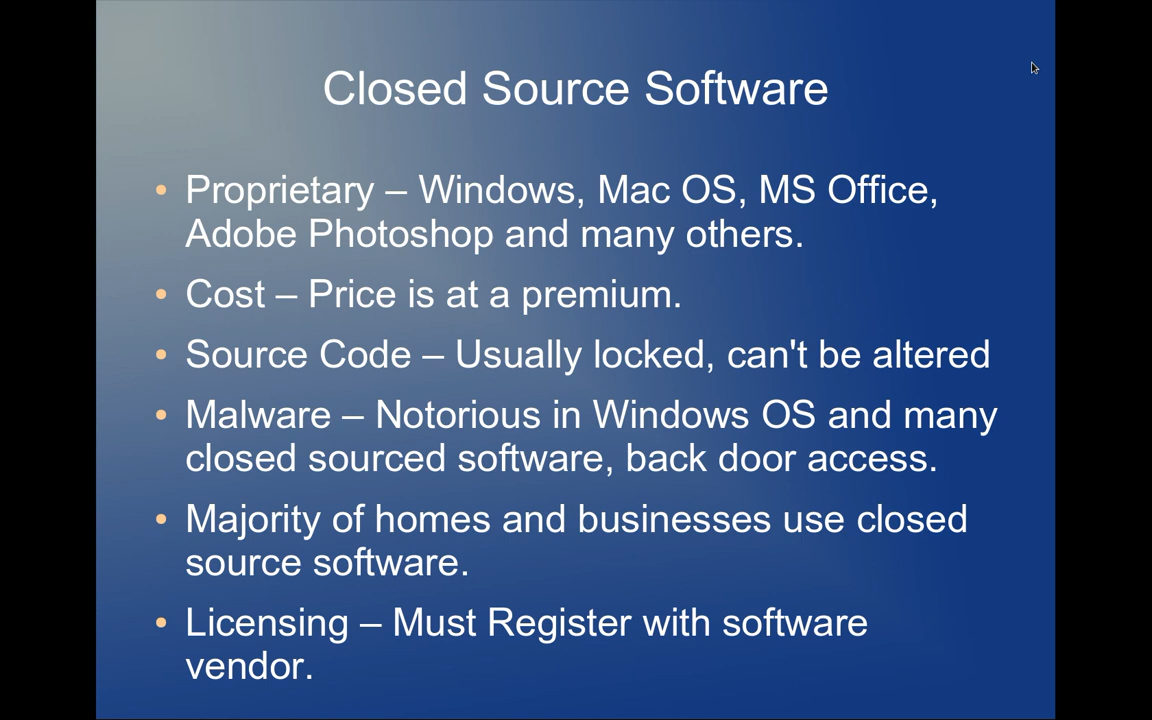 Closed Source Software
• Proprietary – Windows, Mac OS, MS Office,
Adobe Photoshop and many others.
• Cost – Price is at a premium.
• Source Code – Usually locked, can't be altered
• Malware – Notorious in Windows OS and many
closed sourced software, back door access.
• Majority of homes and businesses use closed
source software.
• Licensing – Must Register with software
vendor.